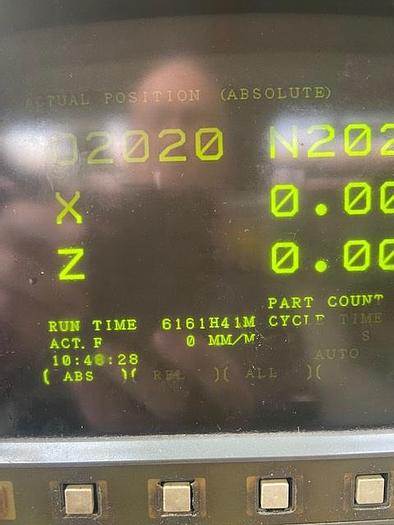 ACTUAL POSITION (ABSOLUTE)
O2020 N202
X 0.00
Z 0.00
PART COUNT
RUN TIME 6161H41M CYCLE TIME
ACT. F 0 MM/M S
10:48:28 AUTO
( ABS )( REL )( ALL )(